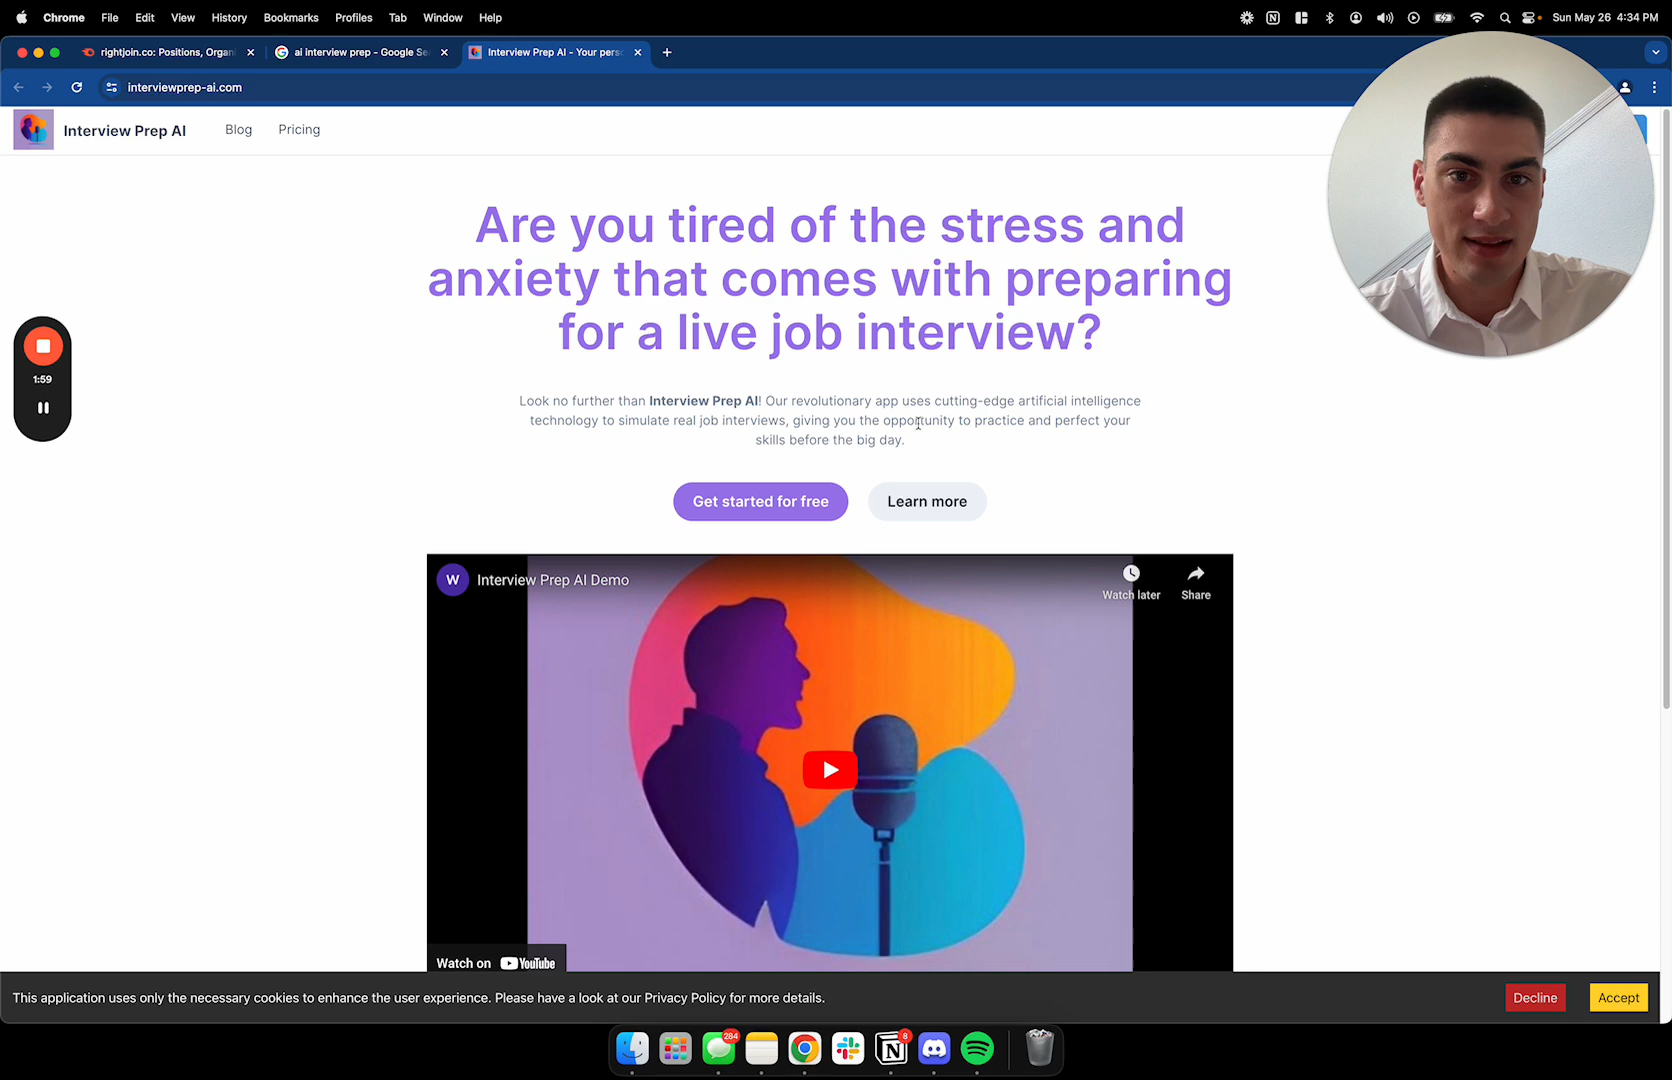 Chrome File Edit View History Bookmarks Profiles Tab Window Help
Sun May 26 4:34 PM
rightjoin.co: Positions, Organi
ai interview prep - Google Se
Interview Prep AI - Your pers
interviewprep-ai.com
Interview Prep AI Blog Pricing
Are you tired of the stress and
anxiety that comes with preparing
for a live job interview?
1:59
Look no further than Interview Prep AI! Our revolutionary app uses cutting-edge artificial intelligence
technology to simulate real job interviews, giving you the opportunity to practice and perfect your
skills before the big day.
Get started for free Learn more
W Interview Prep AI Demo
Watch later Share
Watch on YouTube
This application uses only the necessary cookies to enhance the user experience. Please have a look at our Privacy Policy for more details.
Decline Accept
284
8